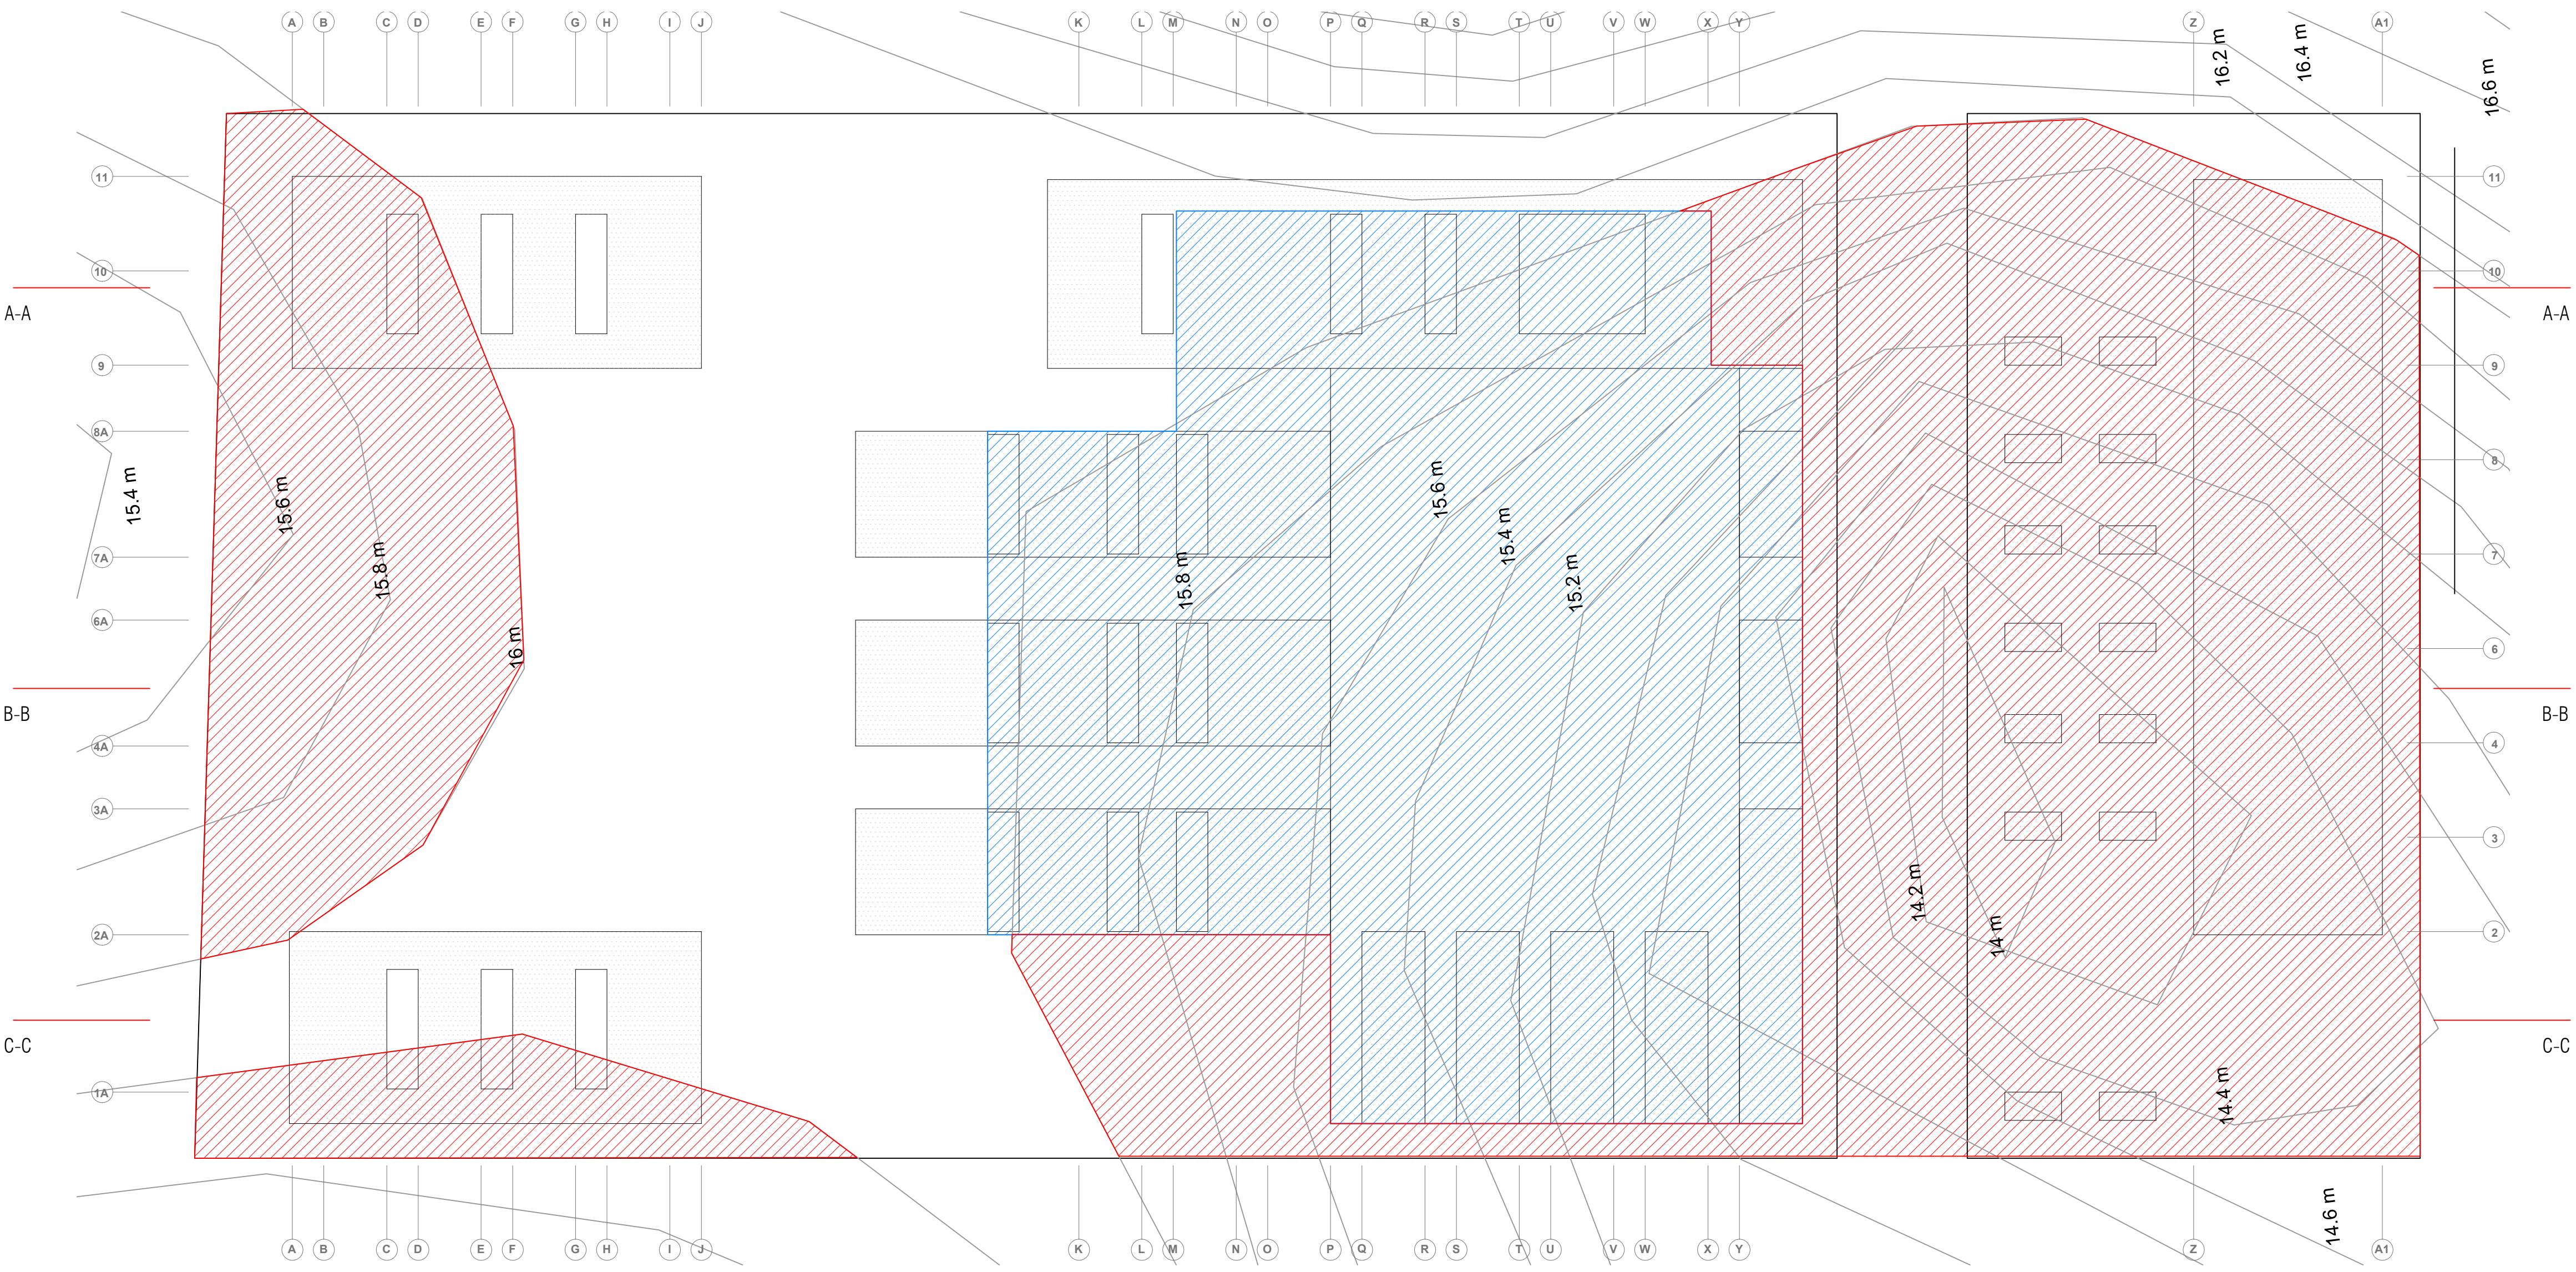 A B C D E F G H I J K L M N O P Q R S T U V W X Y Z A1
16.2 m
16.4 m
16.6 m
11 11
10 10
A-A A-A
9 9
8A 8
15.4 m
15.6 m
15.6 m
15.4 m
7A 7
15.8 m
15.8 m
15.2 m
6A 6
16 m
B-B B-B
4A 4
3A 3
14.2 m
14 m
2A 2
C-C C-C
1A
14.4 m
14.6 m
A B C D E F G H I J K L M N O P Q R S T U V W X Y Z A1